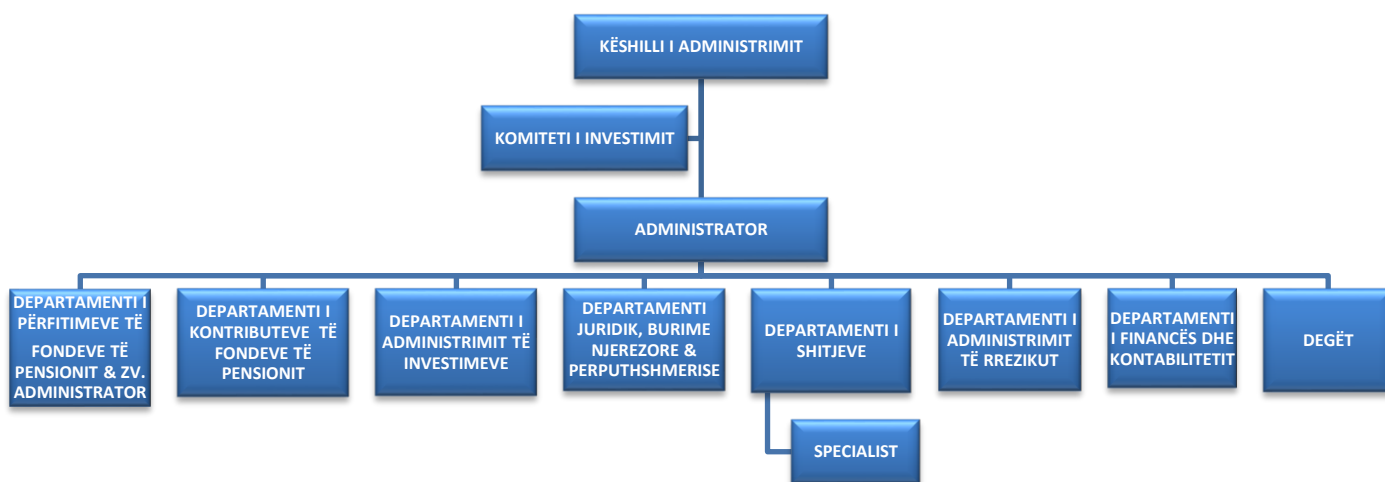 KËSHILLI I ADMINISTRIMIT
KOMITETI I INVESTIMIT
ADMINISTRATOR
DEPARTAMENTI I
PËRFITIMEVE TË
FONDEVE TË
PENSIONIT & ZV.
ADMINISTRATOR
DEPARTAMENTI I
KONTRIBUTEVE TË
FONDEVE TË
PENSIONIT
DEPARTAMENTI I
ADMINISTRIMIT TË
INVESTIMEVE
DEPARTAMENTI
JURIDIK, BURIME
NJEREZORE &
PERPUTHSHMERISE
DEPARTAMENTI I
SHITJEVE
DEPARTAMENTI I
ADMINISTRIMIT
TË RREZIKUT
DEPARTAMENTI
I FINANCËS DHE
KONTABILITETIT
DEGËT
SPECIALIST